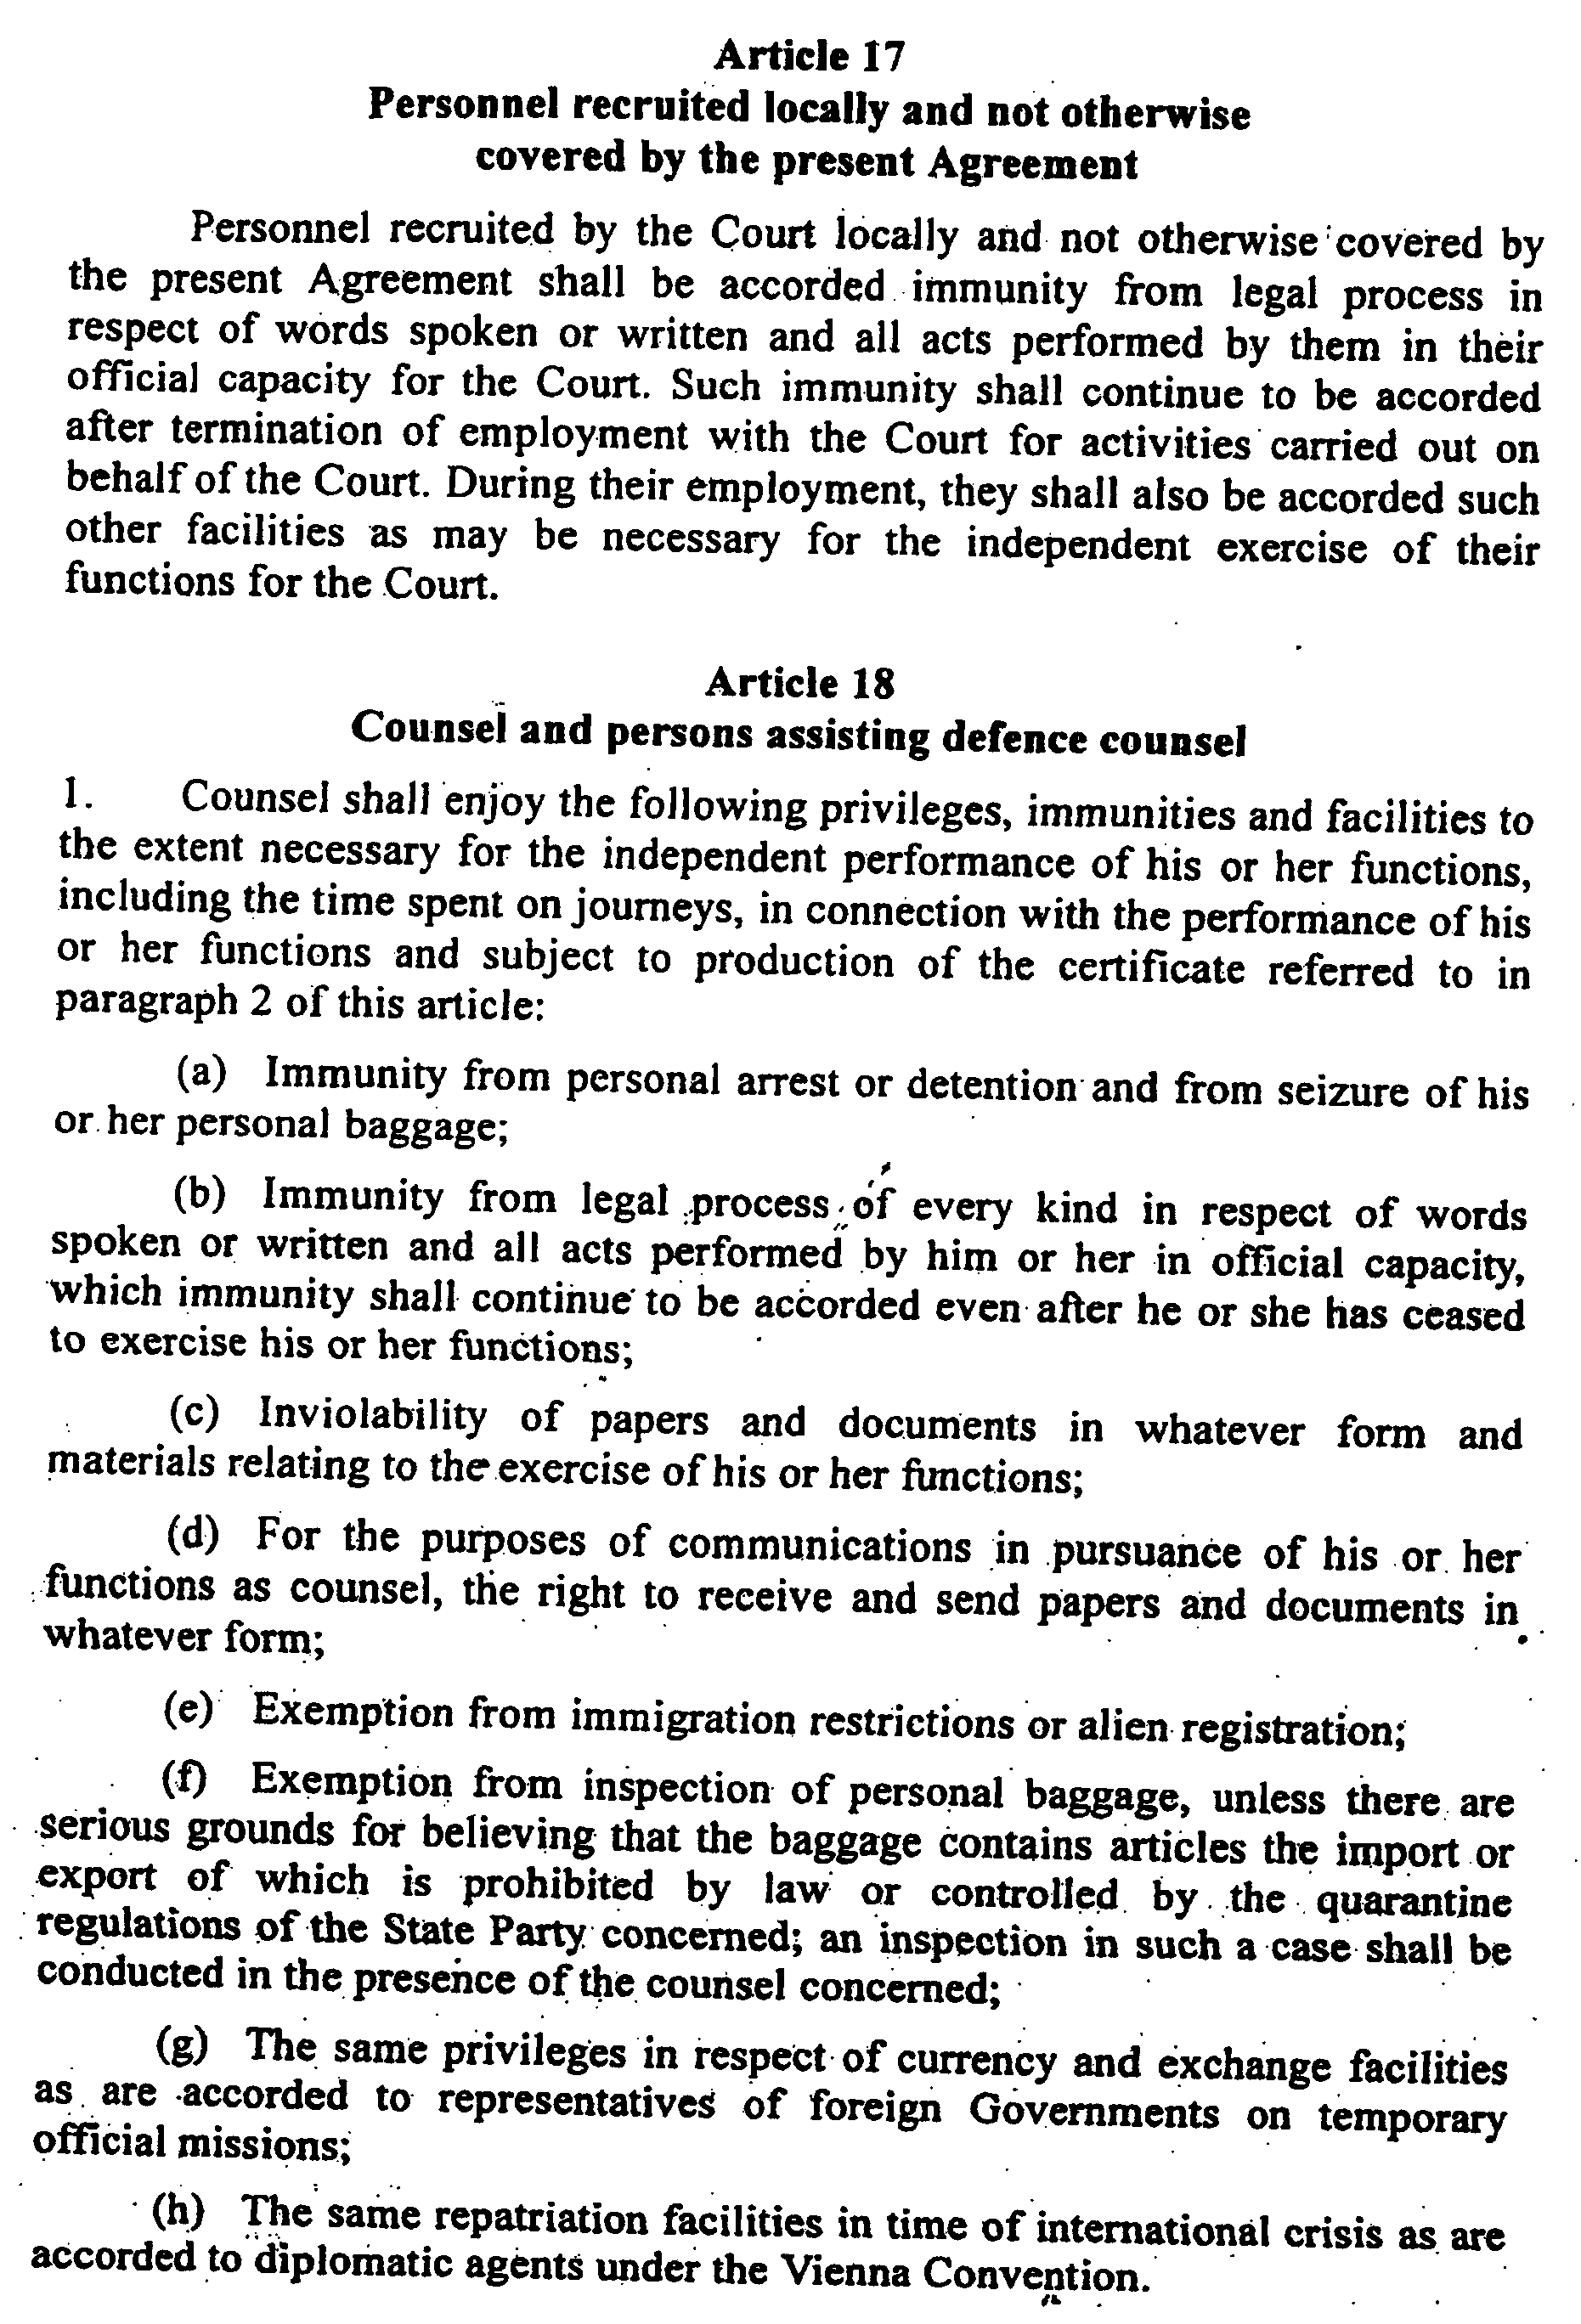 Article 17
Personnel recruited locally and not otherwise
covered by the present Agreement
Personnel recruited by the Court locally and not otherwise covered by
the present Agreement shall be accorded immunity from legal process in
respect of words spoken or written and all acts performed by them in their
official capacity for the Court. Such immunity shall continue to be accorded
after termination of employment with the Court for activities carried out on
behalf of the Court. During their employment, they shall also be accorded such
other facilities as may be necessary for the independent exercise of their
functions for the Court.
Article 18
Counsel and persons assisting defence counsel
1. Counsel shall enjoy the following privileges, immunities and facilities to
the extent necessary for the independent performance of his or her functions,
including the time spent on journeys, in connection with the performance of his
or her functions and subject to production of the certificate referred to in
paragraph 2 of this article:
(a) Immunity from personal arrest or detention and from seizure of his
or her personal baggage;
(b) Immunity from legal process of every kind in respect of words
spoken or written and all acts performed by him or her in official capacity,
which immunity shall continue to be accorded even after he or she has ceased
to exercise his or her functions;
(c) Inviolability of papers and documents in whatever form and
materials relating to the exercise of his or her functions;
(d) For the purposes of communications in pursuance of his or her
functions as counsel, the right to receive and send papers and documents in
whatever form;
(e) Exemption from immigration restrictions or alien registration;
(f) Exemption from inspection of personal baggage, unless there are
serious grounds for believing that the baggage contains articles the import or
export of which is prohibited by law or controlled by the quarantine
regulations of the State Party concerned; an inspection in such a case shall be
conducted in the presence of the counsel concerned;
(g) The same privileges in respect of currency and exchange facilities
as are accorded to representatives of foreign Governments on temporary
official missions;
(h) The same repatriation facilities in time of international crisis as are
accorded to diplomatic agents under the Vienna Convention.